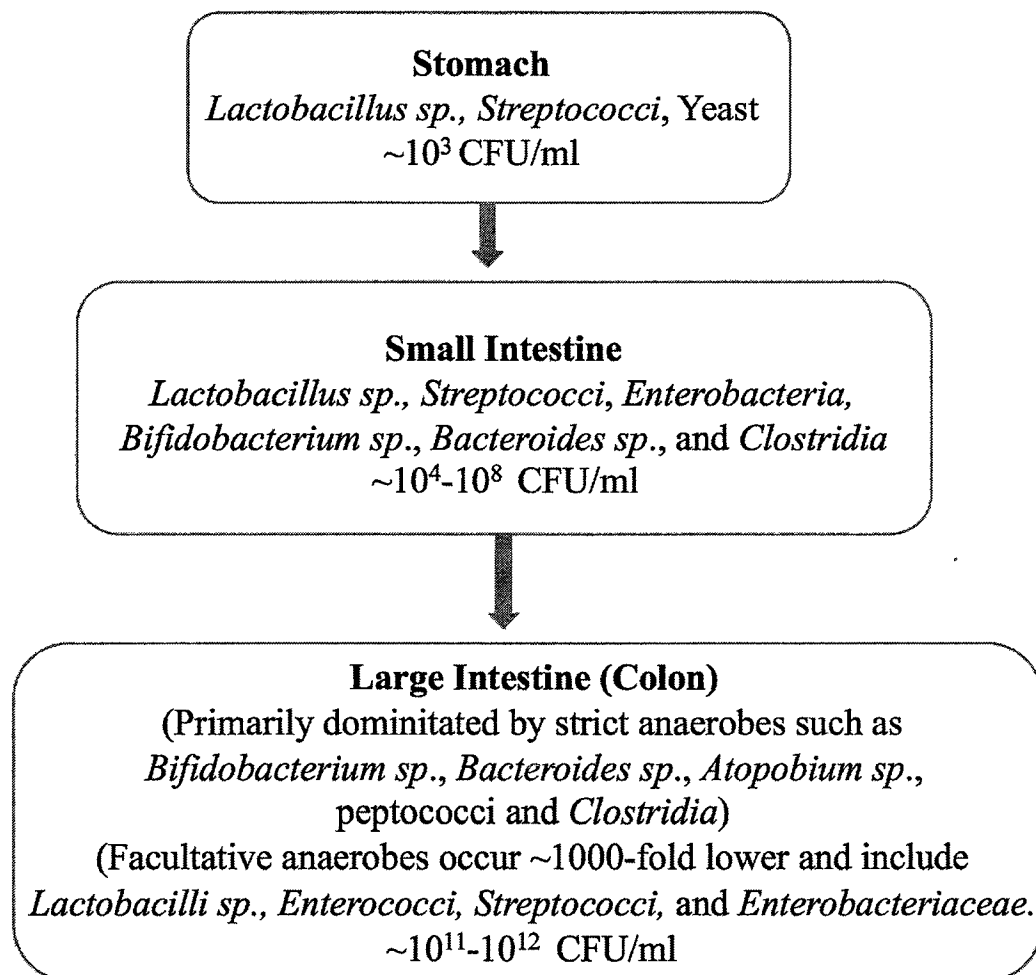 Stomach
Lactobacillus sp., Streptococci, Yeast
~10³ CFU/ml
Small Intestine
Lactobacillus sp., Streptococci, Enterobacteria,
Bifidobacterium sp., Bacteroides sp., and Clostridia
~10⁴-10⁸ CFU/ml
Large Intestine (Colon)
(Primarily dominitated by strict anaerobes such as
Bifidobacterium sp., Bacteroides sp., Atopobium sp.,
peptococci and Clostridia)
(Facultative anaerobes occur ~1000-fold lower and include
Lactobacilli sp., Enterococci, Streptococci, and Enterobacteriaceae.
~10¹¹-10¹² CFU/ml